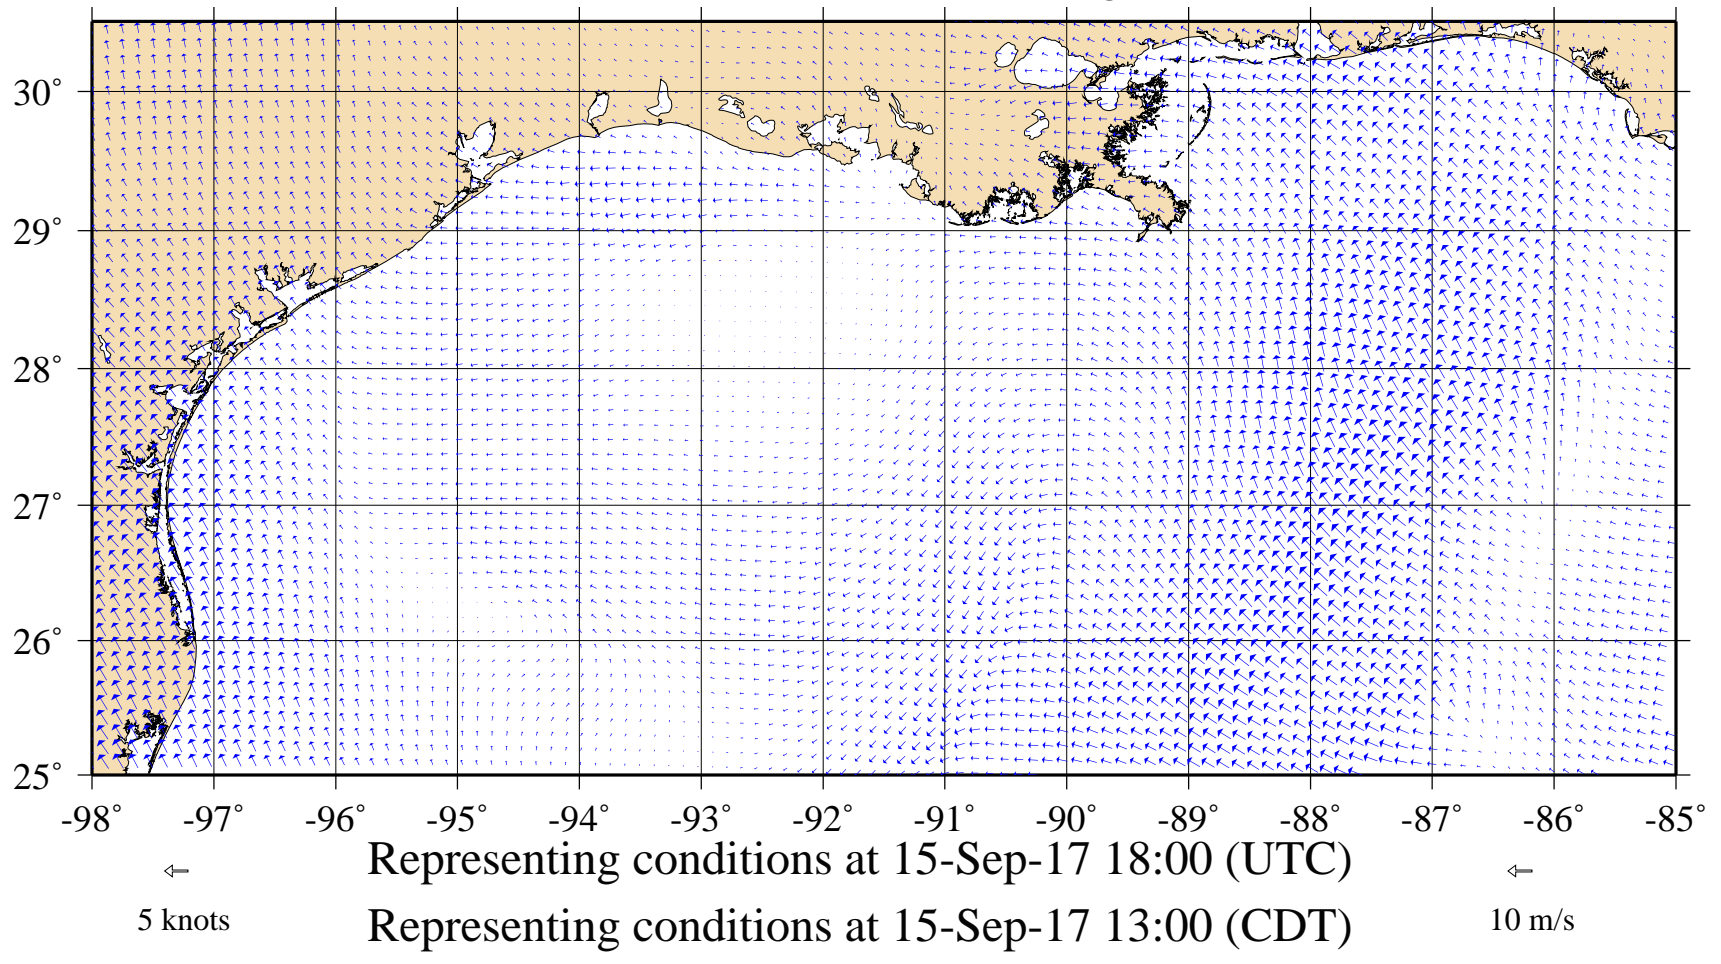 30°
29°
28°
27°
26°
25°
-98° -97° -96° -95° -94° -93° -92° -91° -90° -89° -88° -87° -86° -85°
Representing conditions at 15-Sep-17 18:00 (UTC)
5 knots
Representing conditions at 15-Sep-17 13:00 (CDT)
10 m/s